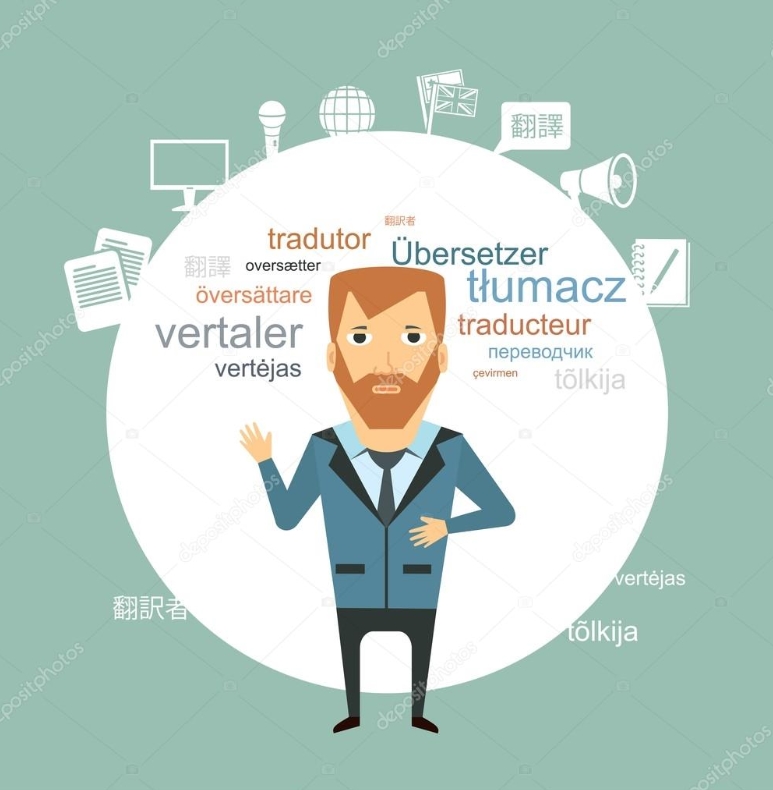 翻譯
翻訳者
tradutor
Übersetzer
翻譯
oversætter
tłumacz
översättare
traducteur
vertaler
переводчик
vertėjas
çevirmen
tõlkija
vertėjas
翻訳者
tõlkija
depositphotos